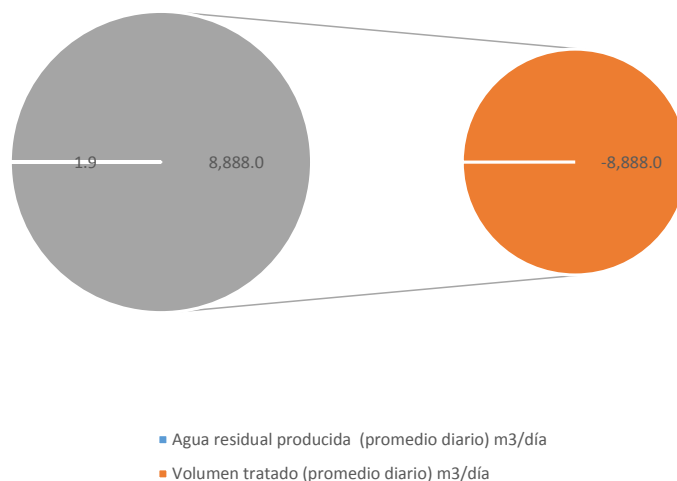 1.9
8,888.0
-8,888.0
Agua residual producida (promedio diario) m3/día
Volumen tratado (promedio diario) m3/día